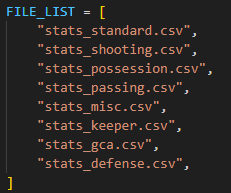 FILE_LIST = [
    "stats_standard.csv",
    "stats_shooting.csv",
    "stats_possession.csv",
    "stats_passing.csv",
    "stats_misc.csv",
    "stats_keeper.csv",
    "stats_gca.csv",
    "stats_defense.csv",
]